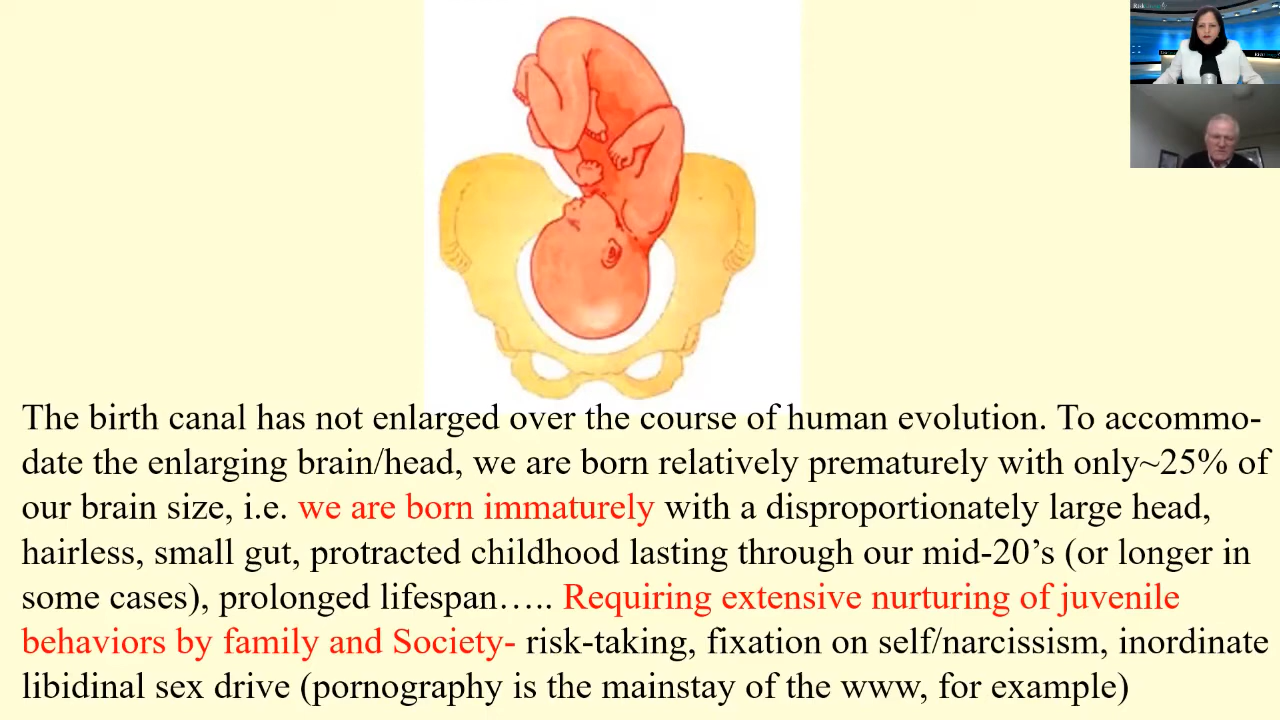 The birth canal has not enlarged over the course of human evolution. To accommo-
date the enlarging brain/head, we are born relatively prematurely with only~25% of
our brain size, i.e. we are born immaturely with a disproportionately large head,
hairless, small gut, protracted childhood lasting through our mid-20’s (or longer in
some cases), prolonged lifespan….. Requiring extensive nurturing of juvenile
behaviors by family and Society- risk-taking, fixation on self/narcissism, inordinate
libidinal sex drive (pornography is the mainstay of the www, for example)